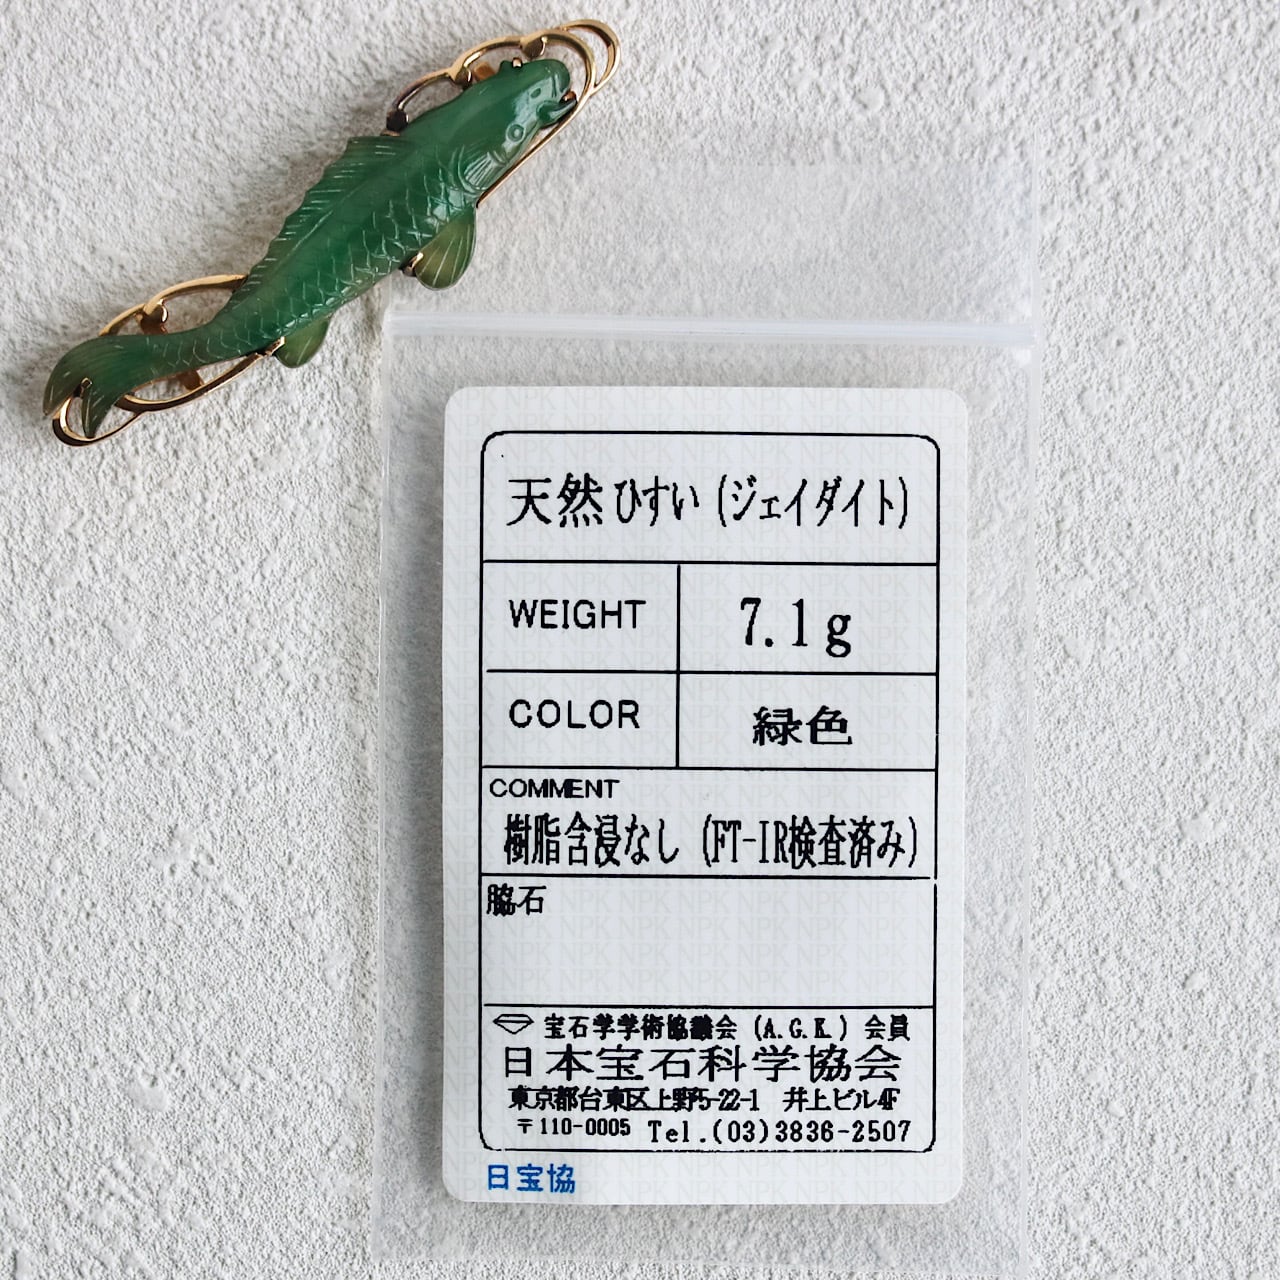 天然ひすい(ジェイダイト)
WEIGHT 7.1g
COLOR 緑色
COMMENT
樹脂含浸なし(FT-IR検査済み)
脇石
宝石学学術協議会(A.G.K.)会員
日本宝石科学協会
東京都台東区上野5-22-1 井上ビル4F
〒110-0005 Tel.(03)3836-2507
日宝協